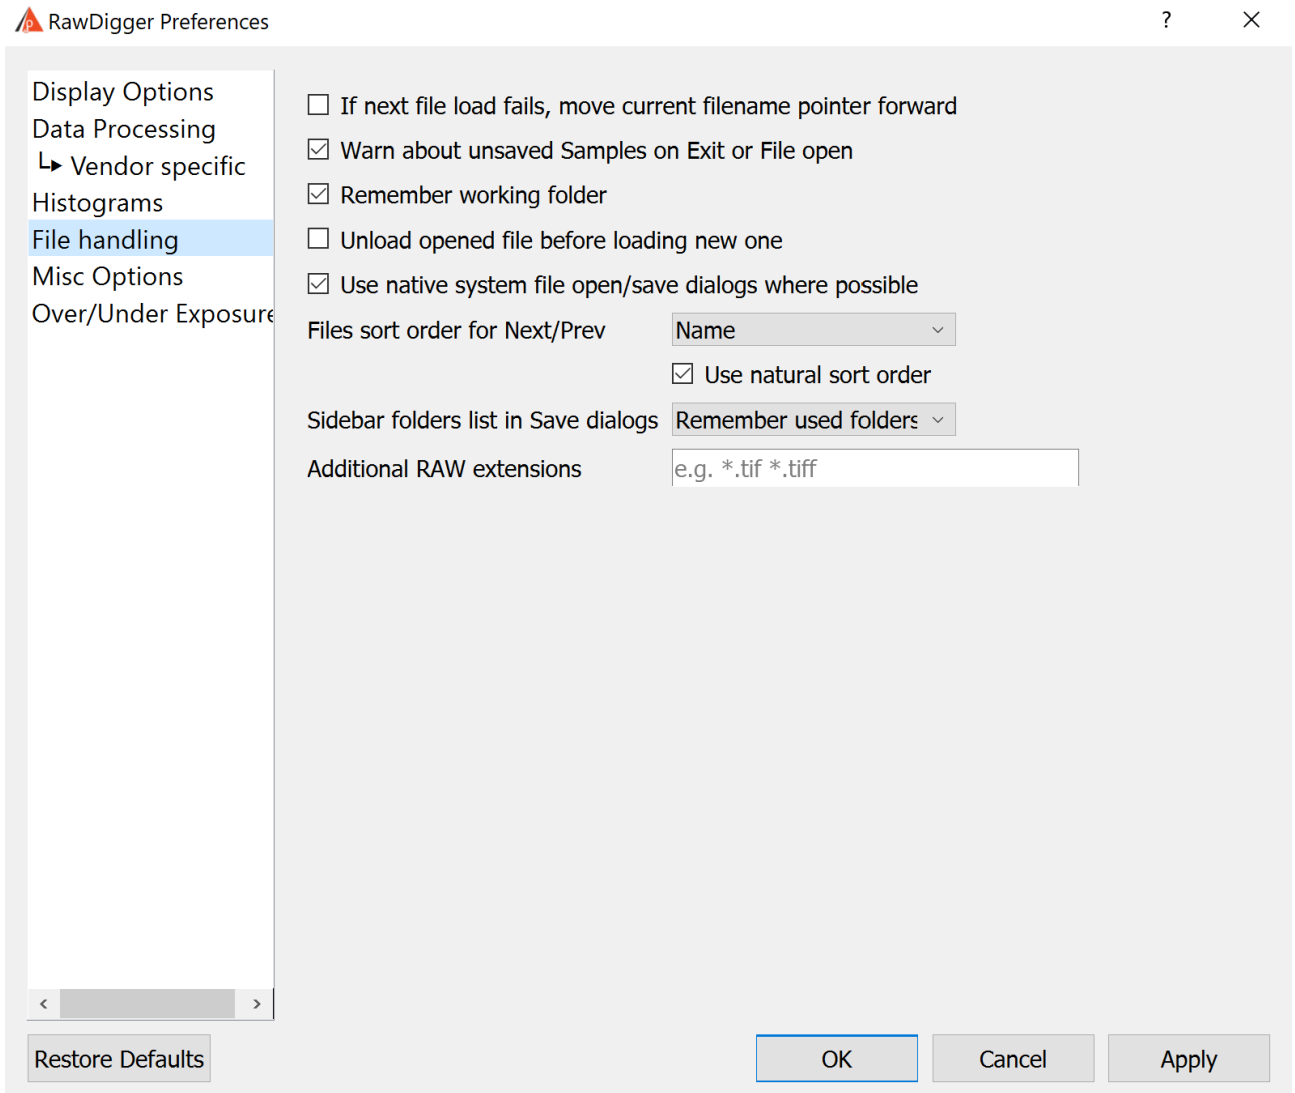 RawDigger Preferences
?
Display Options
Data Processing
Vendor specific
Histograms
File handling
Misc Options
Over/Under Exposure
If next file load fails, move current filename pointer forward
Warn about unsaved Samples on Exit or File open
Remember working folder
Unload opened file before loading new one
Use native system file open/save dialogs where possible
Files sort order for Next/Prev Name
Use natural sort order
Sidebar folders list in Save dialogs Remember used folders
Additional RAW extensions e.g. *.tif *.tiff
Restore Defaults OK Cancel Apply